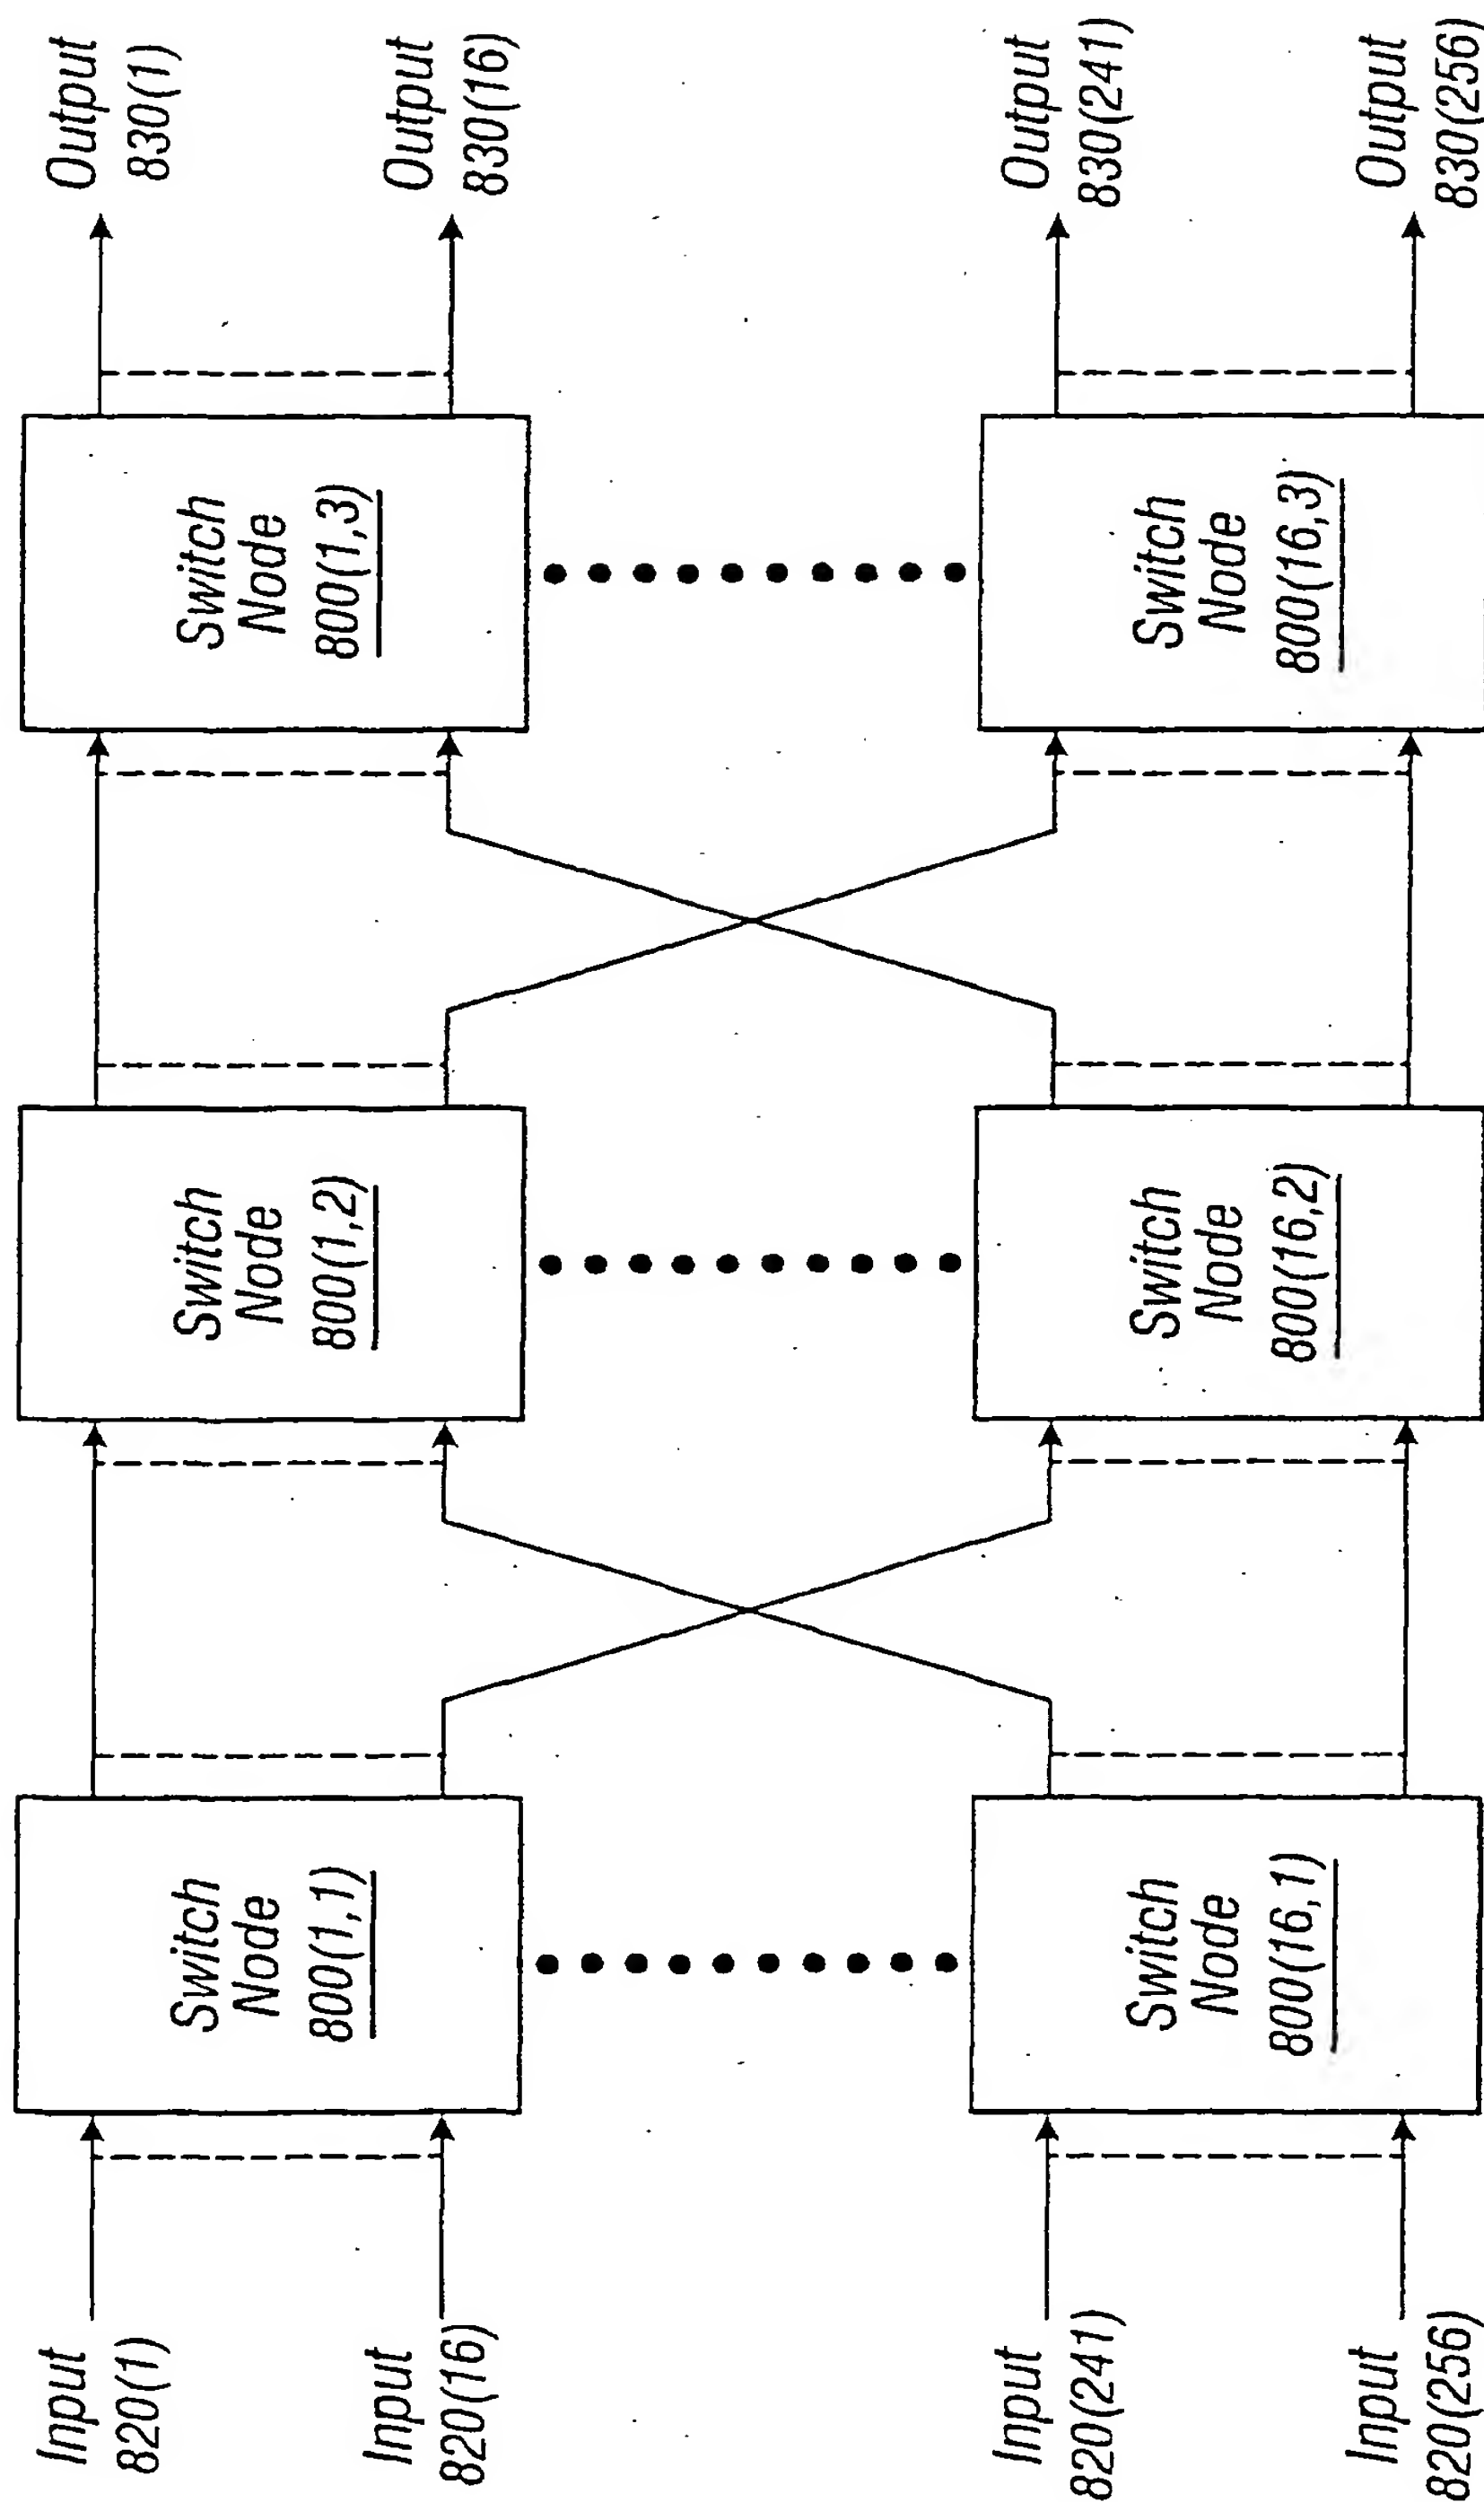 Input
820(1)
Input
820(16)
Input
820(241)
Input
820(256)
Switch
Node
800(1,1)
Switch
Node
800(16,1)
Switch
Node
800(1,2)
Switch
Node
800(16,2)
Switch
Node
800(1,3)
Switch
Node
800(16,3)
Output
830(1)
Output
830(16)
Output
830(241)
Output
830(256)